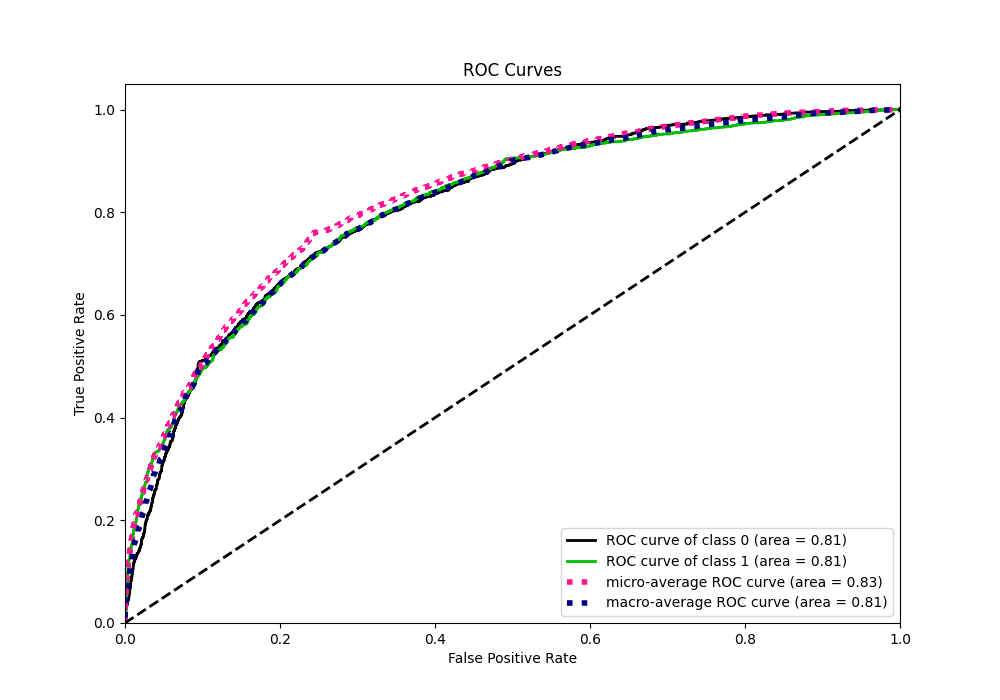 ROC Curves
True Positive Rate
1.0
0.8
0.6
0.4
0.2
0.0
0.0 0.2 0.4 0.6 0.8 1.0
False Positive Rate
ROC curve of class 0 (area = 0.81)
ROC curve of class 1 (area = 0.81)
micro-average ROC curve (area = 0.83)
macro-average ROC curve (area = 0.81)